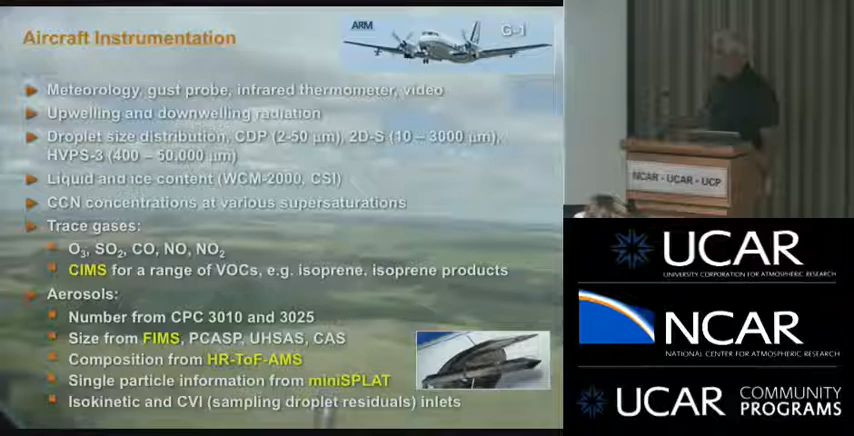 Aircraft Instrumentation
ARM
G-1
Meteorology, gust probe, infrared thermometer, video
Upwelling and downwelling radiation
Droplet size distribution, CDP (2-50 µm), 2D-S (10 – 3000 µm),
HVPS-3 (400 – 50,000 µm)
Liquid and ice content (WCM-2000, CSI)
CCN concentrations at various supersaturations
Trace gases:
O3, SO2, CO, NO, NO2
CIMS for a range of VOCs, e.g. isoprene, isoprene products
Aerosols:
Number from CPC 3010 and 3025
Size from FIMS, PCASP, UHSAS, CAS
Composition from HR-ToF-AMS
Single particle information from miniSPLAT
Isokinetic and CVI (sampling droplet residuals) inlets
NCAR - UCAR - UCP
UCAR
UNIVERSITY CORPORATION FOR ATMOSPHERIC RESEARCH
NCAR
NATIONAL CENTER FOR ATMOSPHERIC RESEARCH
UCAR COMMUNITY
PROGRAMS